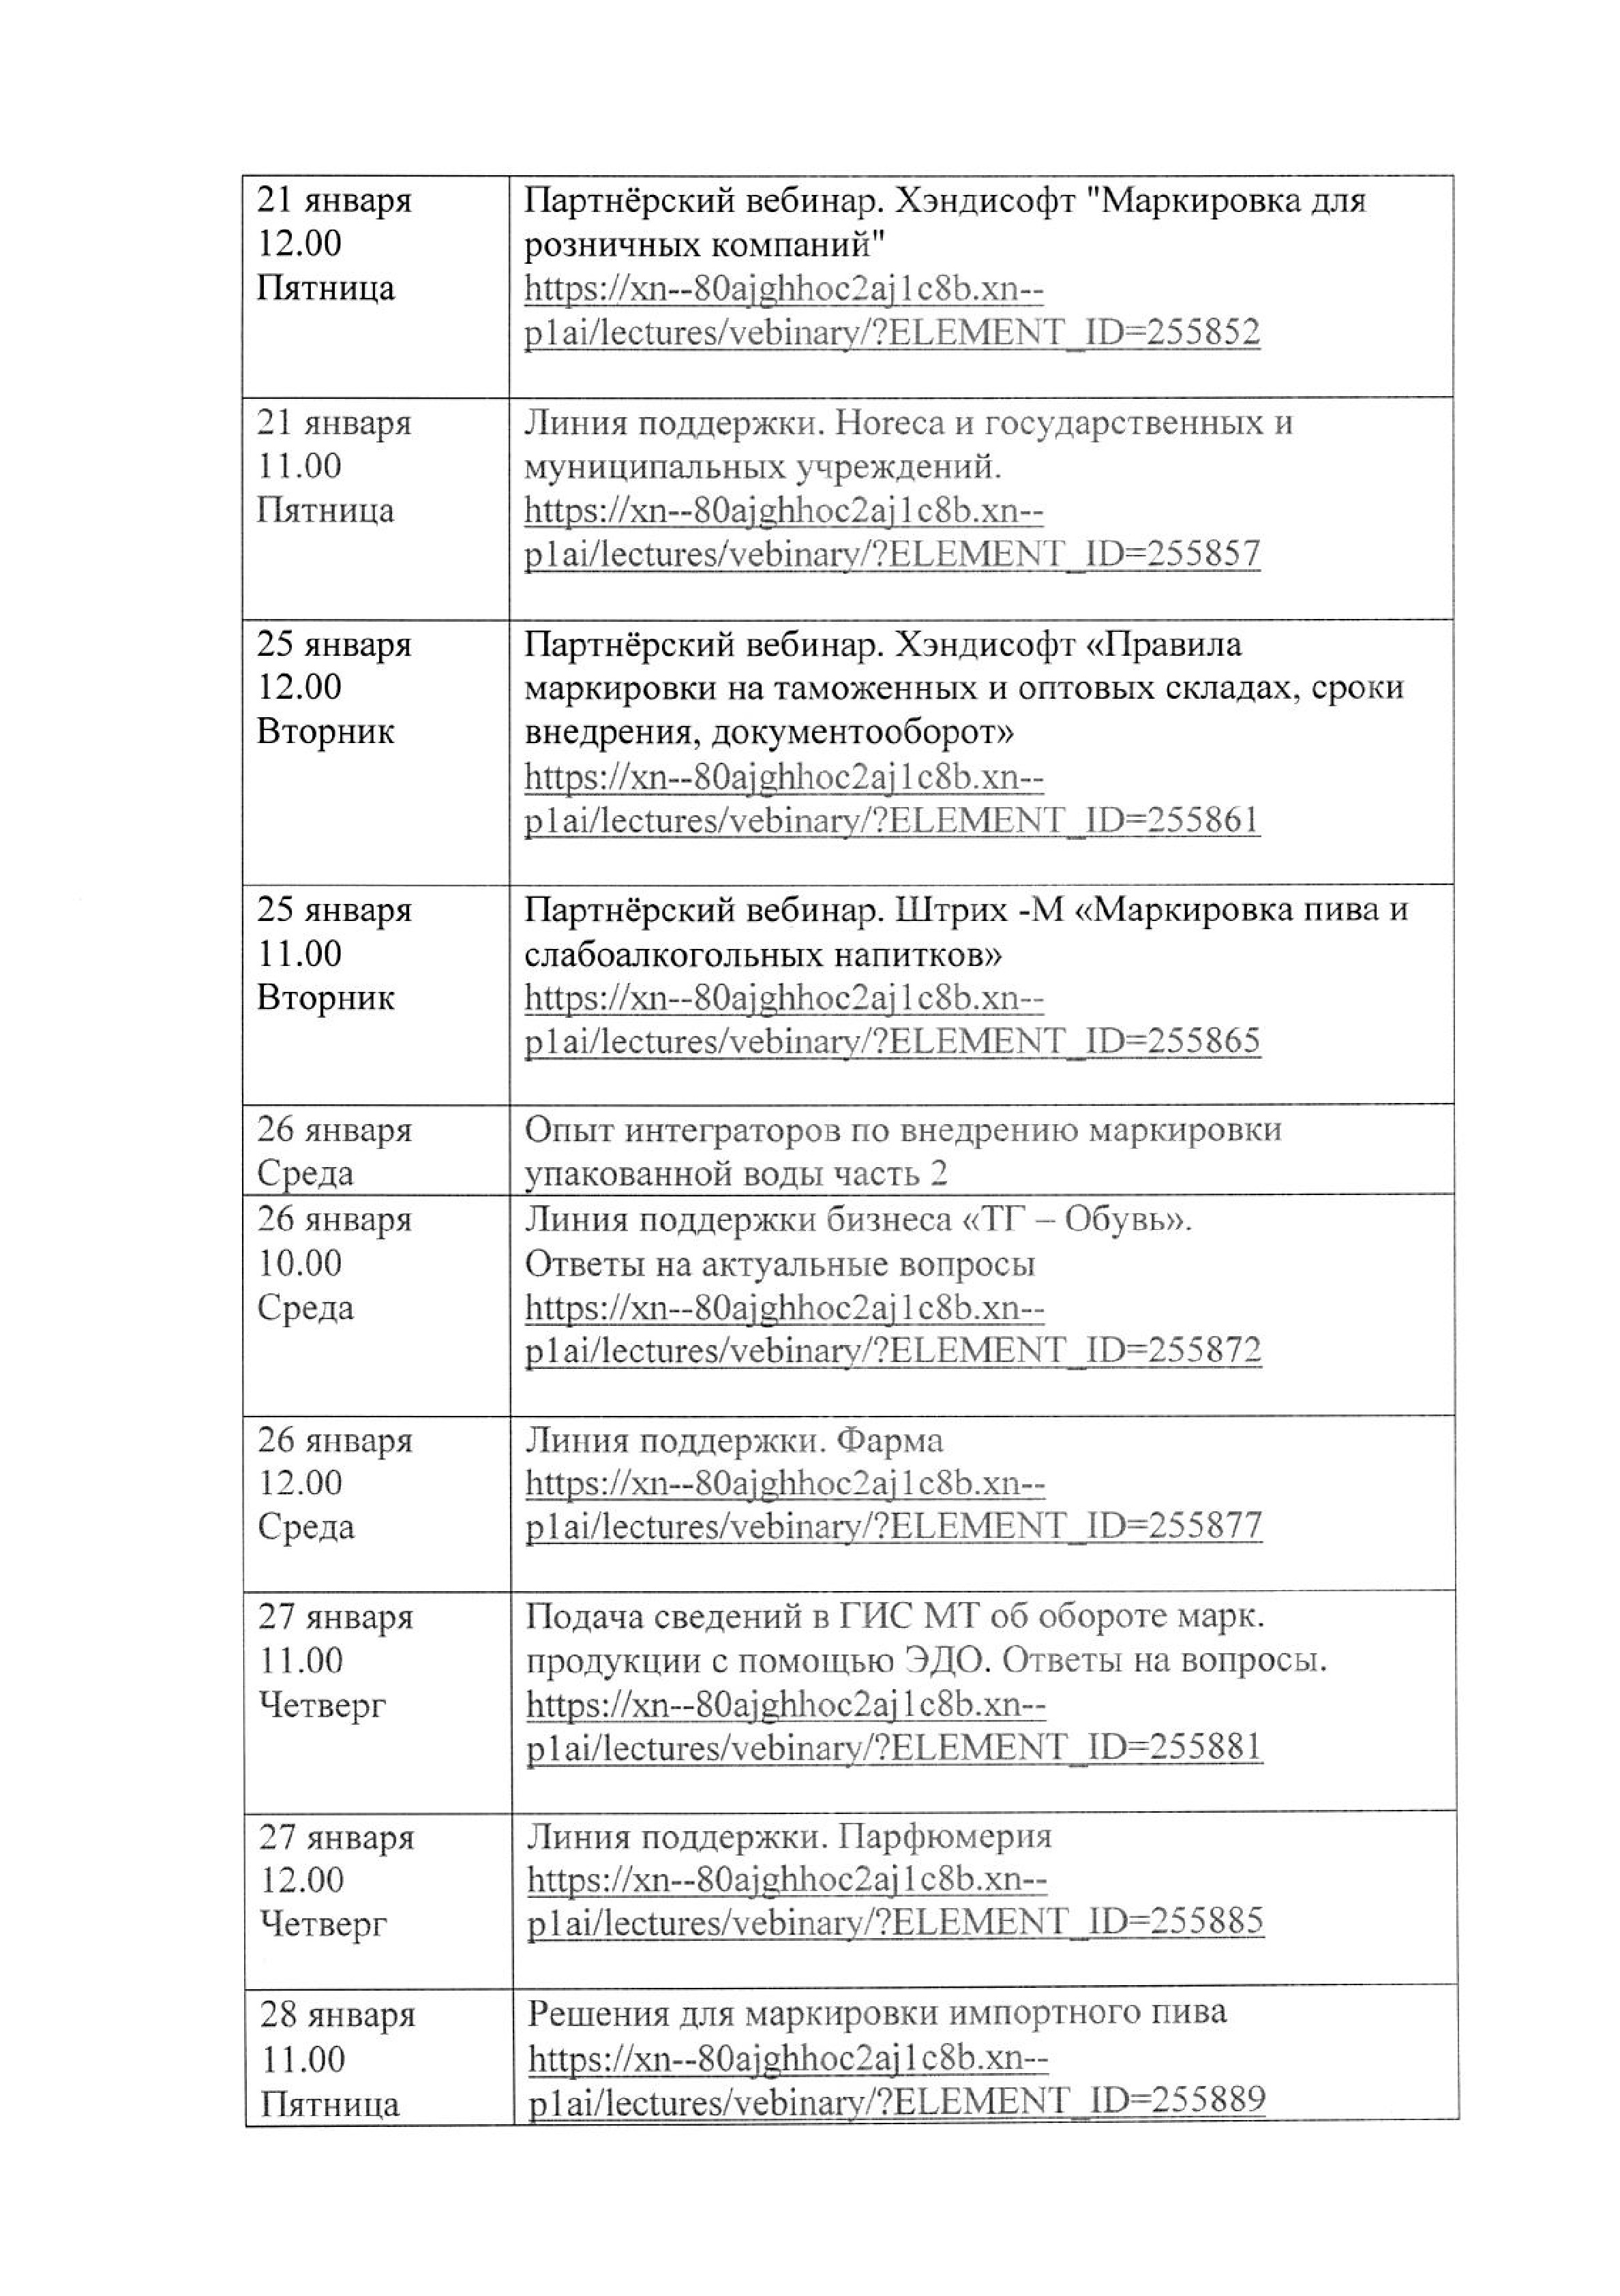 21 января
12.00
Пятница
Партнёрский вебинар. Хэндисофт "Маркировка для
розничных компаний"
https://xn--80ajghhoc2aj1c8b.xn--
p1ai/lectures/vebinary/?ELEMENT_ID=255852
21 января
11.00
Пятница
Линия поддержки. Horeca и государственных и
муниципальных учреждений.
https://xn--80ajghhoc2aj1c8b.xn--
p1ai/lectures/vebinary/?ELEMENT_ID=255857
25 января
12.00
Вторник
Партнёрский вебинар. Хэндисофт «Правила
маркировки на таможенных и оптовых складах, сроки
внедрения, документооборот»
https://xn--80ajghhoc2aj1c8b.xn--
p1ai/lectures/vebinary/?ELEMENT_ID=255861
25 января
11.00
Вторник
Партнёрский вебинар. Штрих -М «Маркировка пива и
слабоалкогольных напитков»
https://xn--80ajghhoc2aj1c8b.xn--
p1ai/lectures/vebinary/?ELEMENT_ID=255865
26 января
Среда
Опыт интеграторов по внедрению маркировки
упакованной воды часть 2
26 января
10.00
Среда
Линия поддержки бизнеса «ТГ – Обувь».
Ответы на актуальные вопросы
https://xn--80ajghhoc2aj1c8b.xn--
p1ai/lectures/vebinary/?ELEMENT_ID=255872
26 января
12.00
Среда
Линия поддержки. Фарма
https://xn--80ajghhoc2aj1c8b.xn--
p1ai/lectures/vebinary/?ELEMENT_ID=255877
27 января
11.00
Четверг
Подача сведений в ГИС МТ об обороте марк.
продукции с помощью ЭДО. Ответы на вопросы.
https://xn--80ajghhoc2aj1c8b.xn--
p1ai/lectures/vebinary/?ELEMENT_ID=255881
27 января
12.00
Четверг
Линия поддержки. Парфюмерия
https://xn--80ajghhoc2aj1c8b.xn--
p1ai/lectures/vebinary/?ELEMENT_ID=255885
28 января
11.00
Пятница
Решения для маркировки импортного пива
https://xn--80ajghhoc2aj1c8b.xn--
p1ai/lectures/vebinary/?ELEMENT_ID=255889